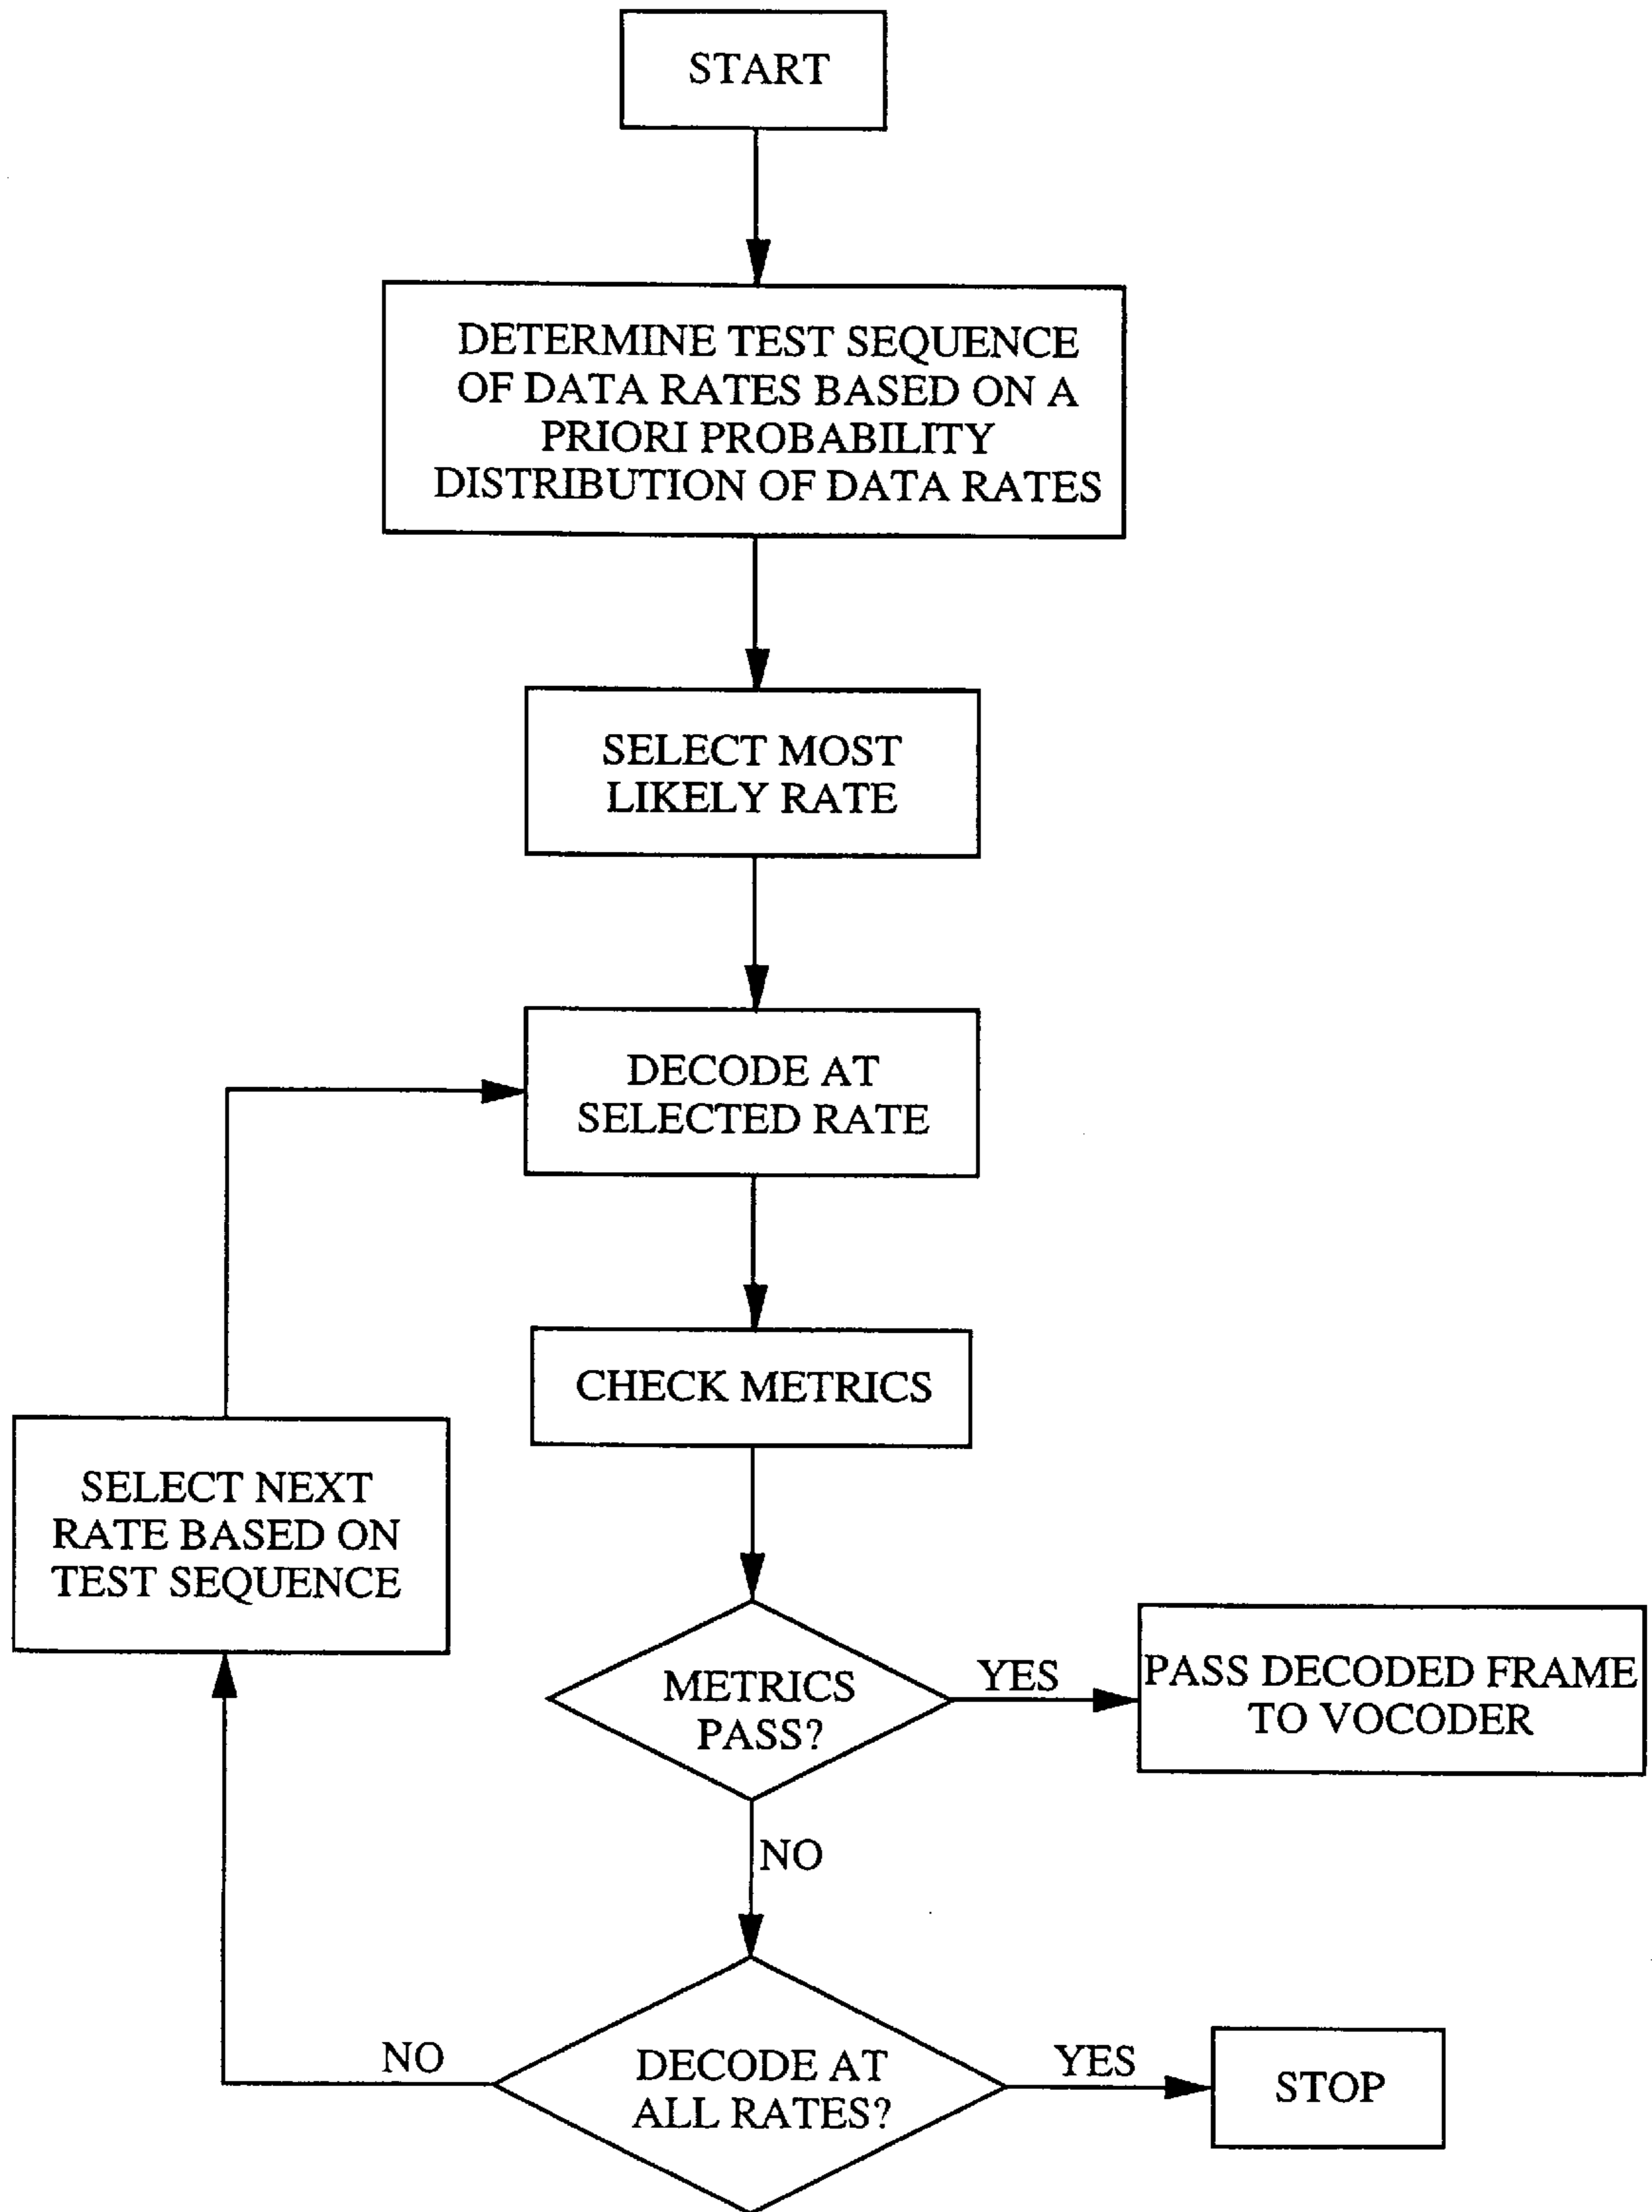 START
DETERMINE TEST SEQUENCE
OF DATA RATES BASED ON A
PRIORI PROBABILITY
DISTRIBUTION OF DATA RATES
SELECT MOST
LIKELY RATE
DECODE AT
SELECTED RATE
CHECK METRICS
SELECT NEXT
RATE BASED ON
TEST SEQUENCE
METRICS
PASS?
YES
PASS DECODED FRAME
TO VOCODER
NO
DECODE AT
ALL RATES?
NO
YES
STOP